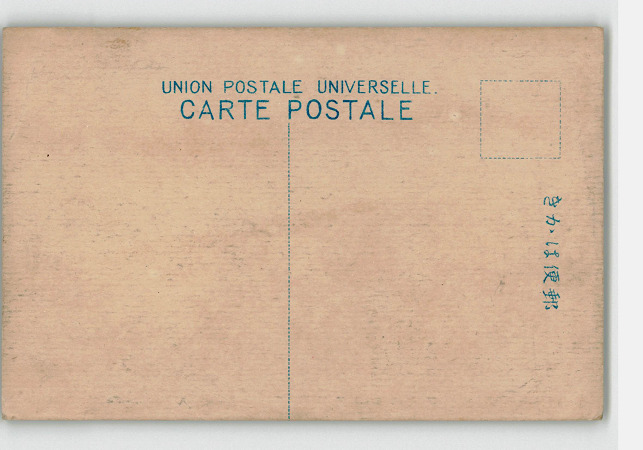 UNION POSTALE UNIVERSELLE.
CARTE POSTALE
きかは便郵